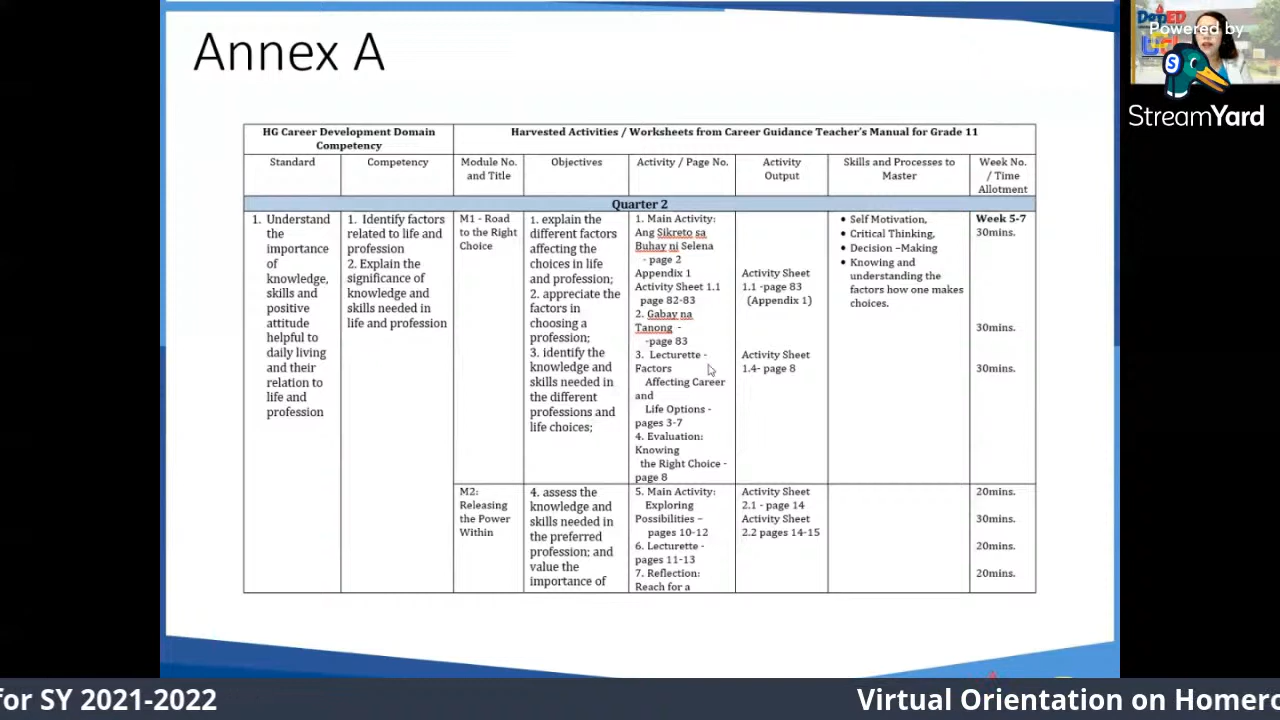 Annex A
DepED
Powered by
S
StreamYard
HG Career Development Domain
Competency
Harvested Activities / Worksheets from Career Guidance Teacher's Manual for Grade 11
Standard
Competency
Module No.
and Title
Objectives
Activity / Page No.
Activity
Output
Skills and Processes to
Master
Week No.
/ Time
Allotment
Quarter 2
1. Understand
the
importance
of
knowledge,
skills and
positive
attitude
helpful to
daily living
and their
relation to
life and
profession
1. Identify factors
related to life and
profession
2. Explain the
significance of
knowledge and
skills needed in
life and profession
M1 - Road
to the Right
Choice
1. explain the
different factors
affecting the
choices in life
and profession;
2. appreciate the
factors in
choosing a
profession;
3. identify the
knowledge and
skills needed in
the different
professions and
life choices;
1. Main Activity:
Ang Sikreto sa
Buhay ni Selena
- page 2
Appendix 1
Activity Sheet 1.1
page 82-83
2. Gabay na
Tanong -
-page 83
3. Lecturette -
Factors
Affecting Career
and
Life Options -
pages 3-7
4. Evaluation:
Knowing
the Right Choice -
page 8
Activity Sheet
1.1 -page 83
(Appendix 1)
Activity Sheet
1.4- page 8
• Self Motivation,
• Critical Thinking,
• Decision –Making
• Knowing and
understanding the
factors how one makes
choices.
Week 5-7
30mins.
30mins.
30mins.
M2:
Releasing
the Power
Within
4. assess the
knowledge and
skills needed in
the preferred
profession; and
value the
importance of
5. Main Activity:
Exploring
Possibilities –
pages 10-12
6. Lecturette -
pages 11-13
7. Reflection:
Reach for a
Activity Sheet
2.1 - page 14
Activity Sheet
2.2 pages 14-15
20mins.
30mins.
20mins.
20mins.
for SY 2021-2022
Virtual Orientation on Homero